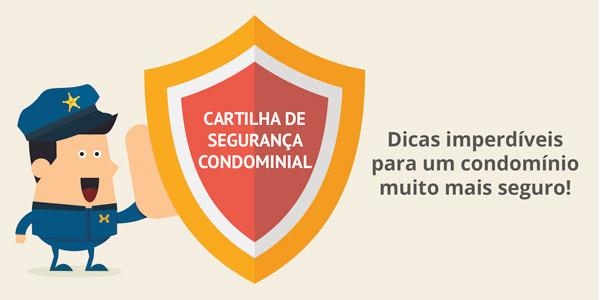 CARTILHA DE
SEGURANÇA
CONDOMINIAL
Dicas imperdíveis
para um condomínio
muito mais seguro!